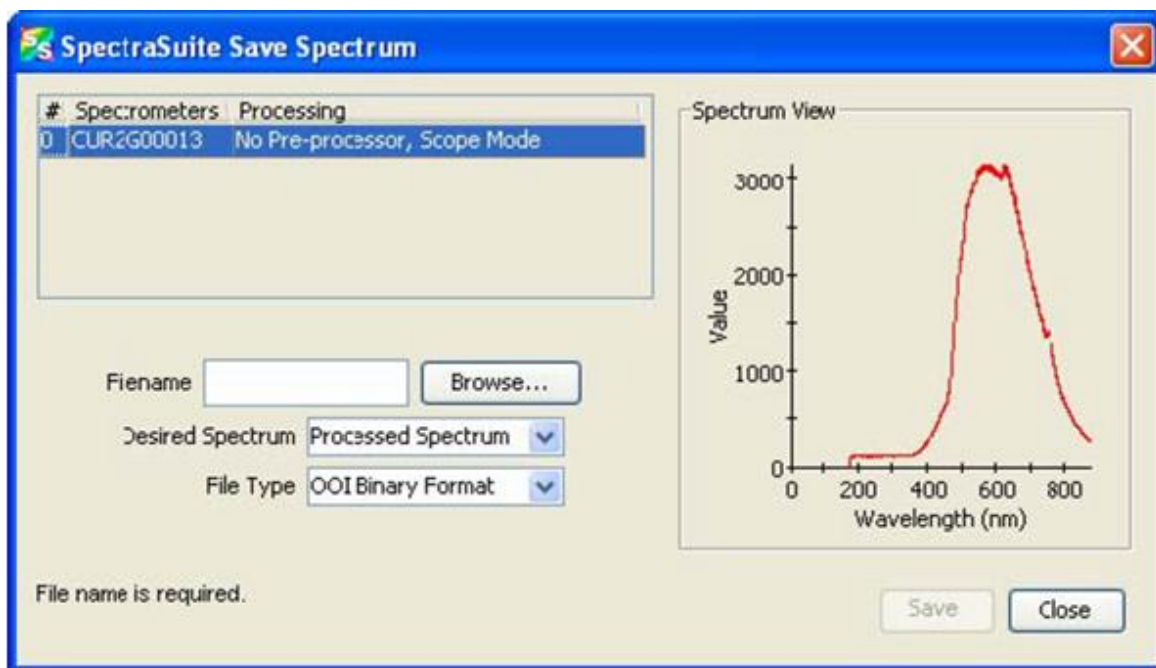 SpectraSuite Save Spectrum
# Spectrometers Processing
0 CUR2G00013 No Pre-processor, Scope Mode
Filename Browse...
Desired Spectrum Processed Spectrum
File Type OOI Binary Format
File name is required.
Spectrum View
3000
2000
1000
0
Value
0 200 400 600 800
Wavelength (nm)
Save Close